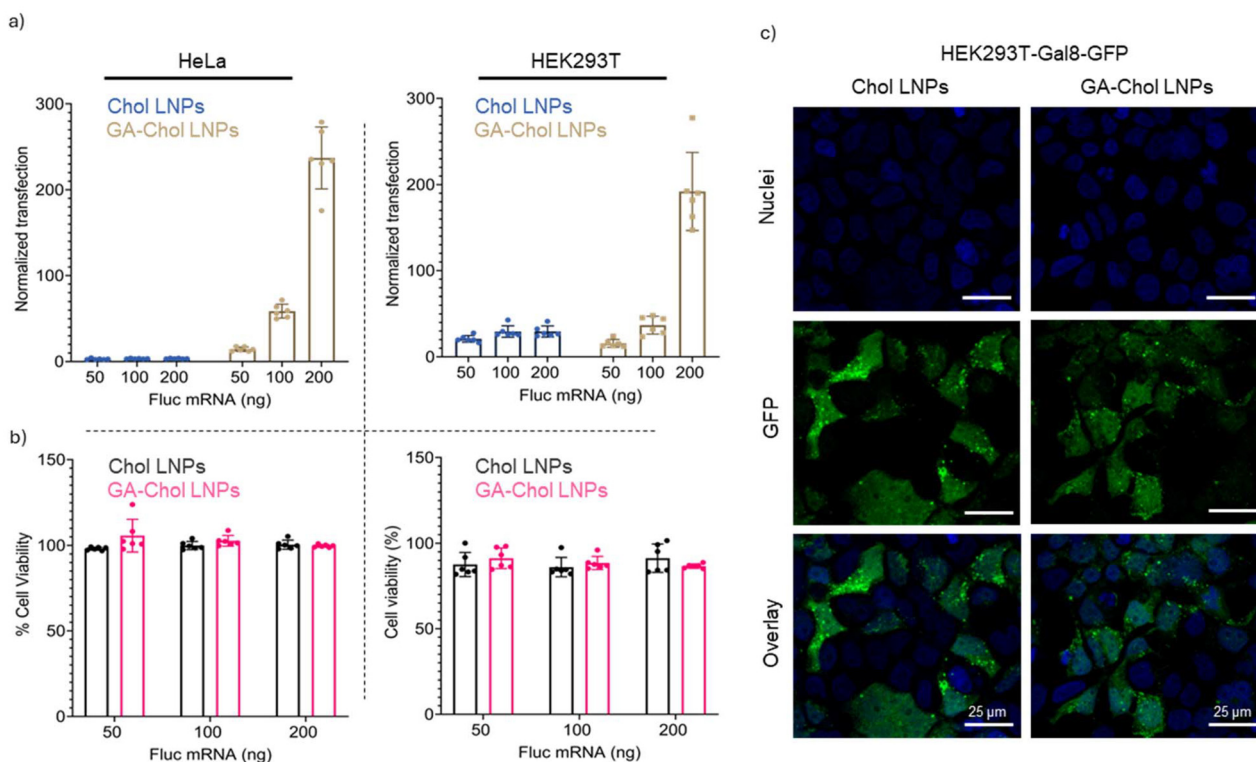 a)
HeLa
Chol LNPs
GA-Chol LNPs
Normalized transfection
300
200
100
0
50 100 200 50 100 200
Fluc mRNA (ng)
HEK293T
Chol LNPs
GA-Chol LNPs
Normalized transfection
300
200
100
0
50 100 200 50 100 200
Fluc mRNA (ng)
b)
Chol LNPs
GA-Chol LNPs
% Cell Viability
150
100
50
0
50 100 200
Fluc mRNA (ng)
Chol LNPs
GA-Chol LNPs
Cell viability (%)
150
100
50
0
50 100 200
Fluc mRNA (ng)
c)
HEK293T-Gal8-GFP
Chol LNPs GA-Chol LNPs
Nuclei
GFP
Overlay
25 µm 25 µm